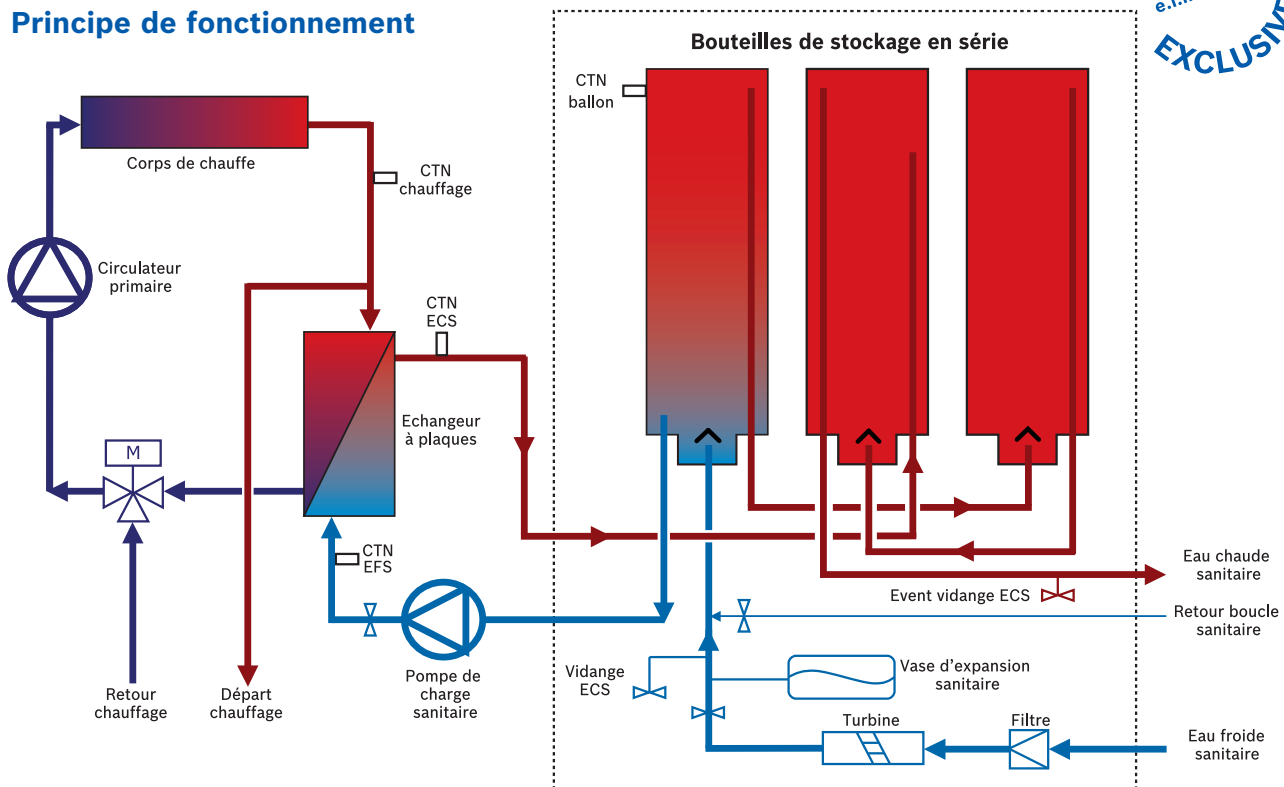 Principe de fonctionnement
EXCLUSIVE
Bouteilles de stockage en série
CTN
ballon
Corps de chauffe
CTN
chauffage
Circulateur
primaire
CTN
ECS
Echangeur
à plaques
M
CTN
EFS
Eau chaude
sanitaire
Event vidange ECS
Retour boucle
sanitaire
Vidange
ECS
Vase d'expansion
sanitaire
Pompe de
charge
sanitaire
Retour
chauffage
Départ
chauffage
Turbine
Filtre
Eau froide
sanitaire